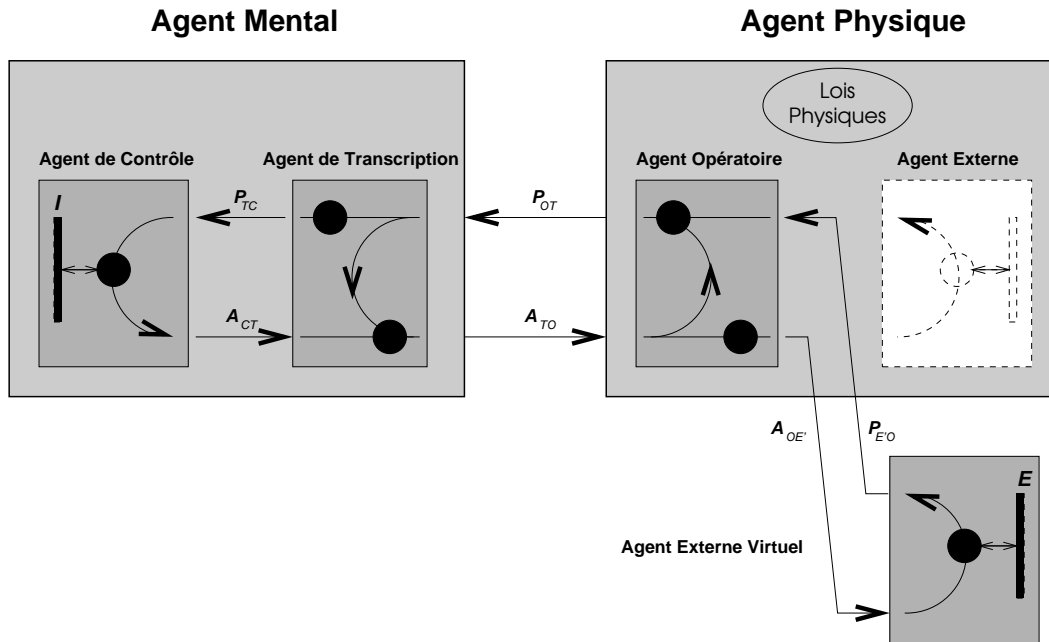 Agent Mental
Agent Physique
Lois
Physiques
Agent de Contrôle
Agent de Transcription
Agent Opératoire
Agent Externe
I
P_TC
P_OT
A_CT
A_TO
A_OE'
P_E'O
E
Agent Externe Virtuel